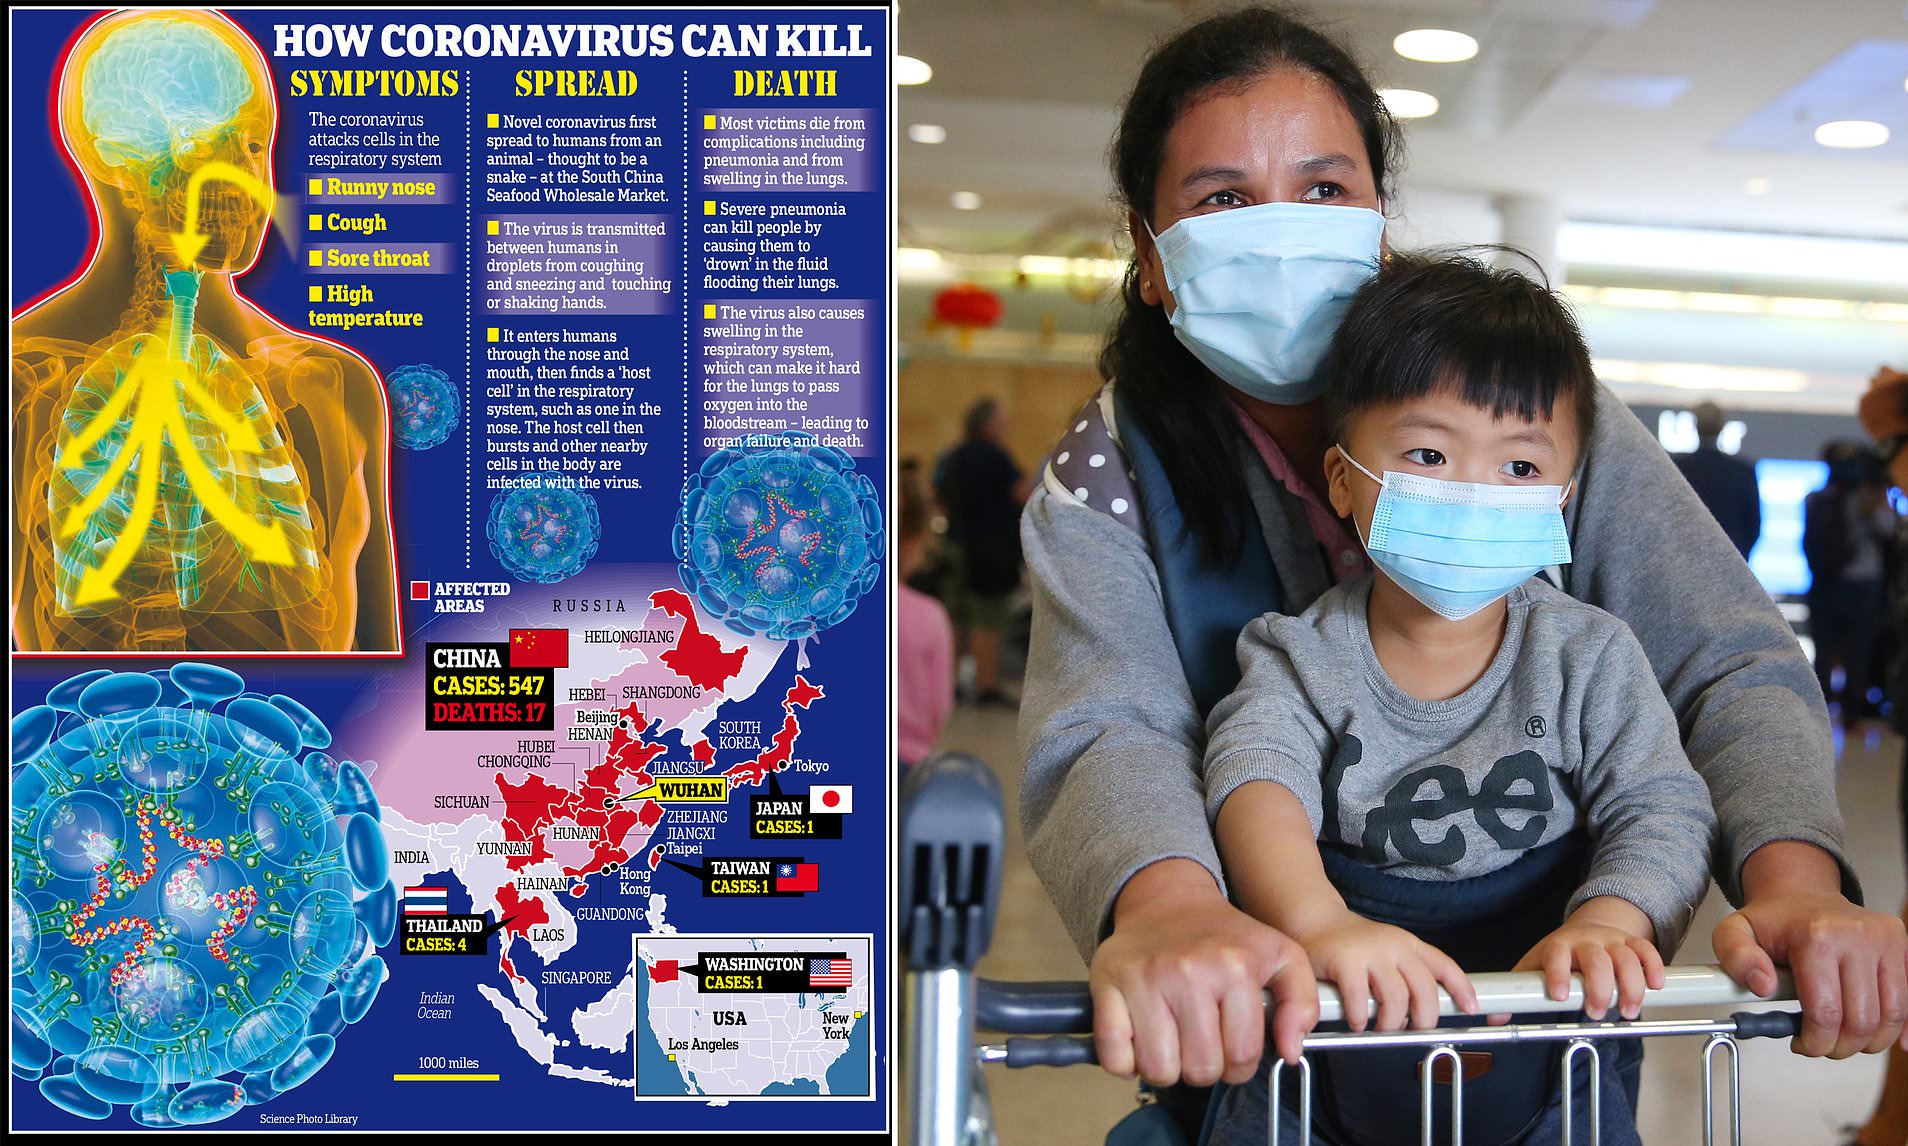 HOW CORONAVIRUS CAN KILL
SYMPTOMS
The coronavirus
attacks cells in the
respiratory system
Runny nose
Cough
Sore throat
High
temperature
SPREAD
Novel coronavirus first
spread to humans from an
animal – thought to be a
snake – at the South China
Seafood Wholesale Market.
The virus is transmitted
between humans in
droplets from coughing
and sneezing and touching
or shaking hands.
It enters humans
through the nose and
mouth, then finds a ‘host
cell’ in the respiratory
system, such as one in the
nose. The host cell then
bursts and other nearby
cells in the body are
infected with the virus.
DEATH
Most victims die from
complications including
pneumonia and from
swelling in the lungs.
Severe pneumonia
can kill people by
causing them to
‘drown’ in the fluid
flooding their lungs.
The virus also causes
swelling in the
respiratory system,
which can make it hard
for the lungs to pass
oxygen into the
bloodstream – leading to
organ failure and death.
AFFECTED
AREAS
RUSSIA
HEILONGJIANG
CHINA
CASES: 547
DEATHS: 17
HEBEI
SHANGDONG
Beijing
HENAN
SOUTH
KOREA
HUBEI
CHONGQING
JIANGSU
Tokyo
WUHAN
SICHUAN
JAPAN
CASES: 1
ZHEJIANG
HUNAN
JIANGXI
YUNNAN
Taipei
INDIA
TAIWAN
CASES: 1
HAINAN
Hong
Kong
GUANDONG
THAILAND
CASES: 4
LAOS
SINGAPORE
WASHINGTON
CASES: 1
Indian
Ocean
USA
New
York
Los Angeles
1000 miles
Science Photo Library
Lee
®